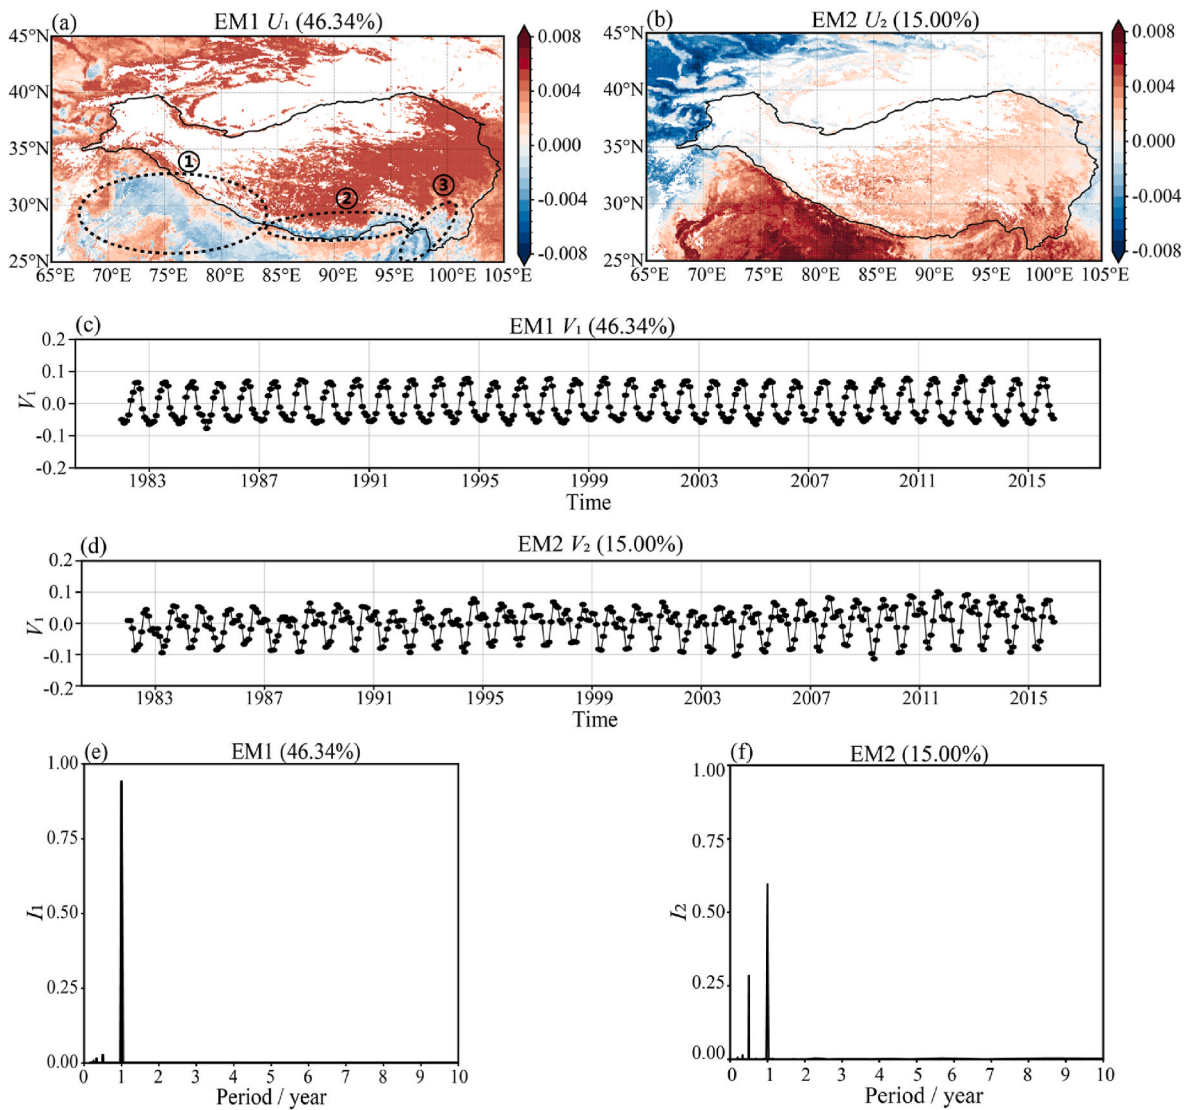 (a) EM1 U₁ (46.34%)
45°N
40°N
35°N
30°N
25°N
65°E 70°E 75°E 80°E 85°E 90°E 95°E 100°E 105°E
① ② ③
0.008
0.004
0.000
-0.004
-0.008
(b) EM2 U₂ (15.00%)
45°N
40°N
35°N
30°N
25°N
65°E 70°E 75°E 80°E 85°E 90°E 95°E 100°E 105°E
0.008
0.004
0.000
-0.004
-0.008
(c) EM1 V₁ (46.34%)
V₁
0.2
0.1
0.0
-0.1
-0.2
1983 1987 1991 1995 1999 2003 2007 2011 2015
Time
(d) EM2 V₂ (15.00%)
V₁
0.2
0.1
0.0
-0.1
-0.2
1983 1987 1991 1995 1999 2003 2007 2011 2015
Time
(e) EM1 (46.34%)
I₁
1.00
0.75
0.50
0.25
0.00
0 1 2 3 4 5 6 7 8 9 10
Period / year
(f) EM2 (15.00%)
I₂
1.00
0.75
0.50
0.25
0.00
0 1 2 3 4 5 6 7 8 9 10
Period / year